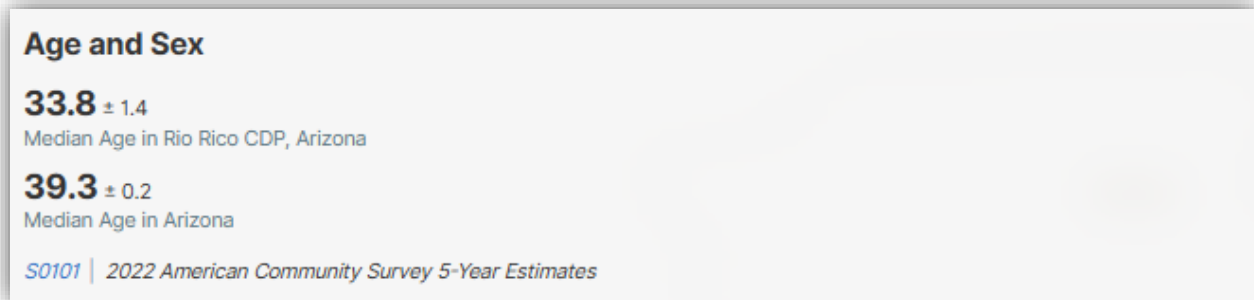 Age and Sex
33.8 ± 1.4
Median Age in Rio Rico CDP, Arizona
39.3 ± 0.2
Median Age in Arizona
S0101 | 2022 American Community Survey 5-Year Estimates